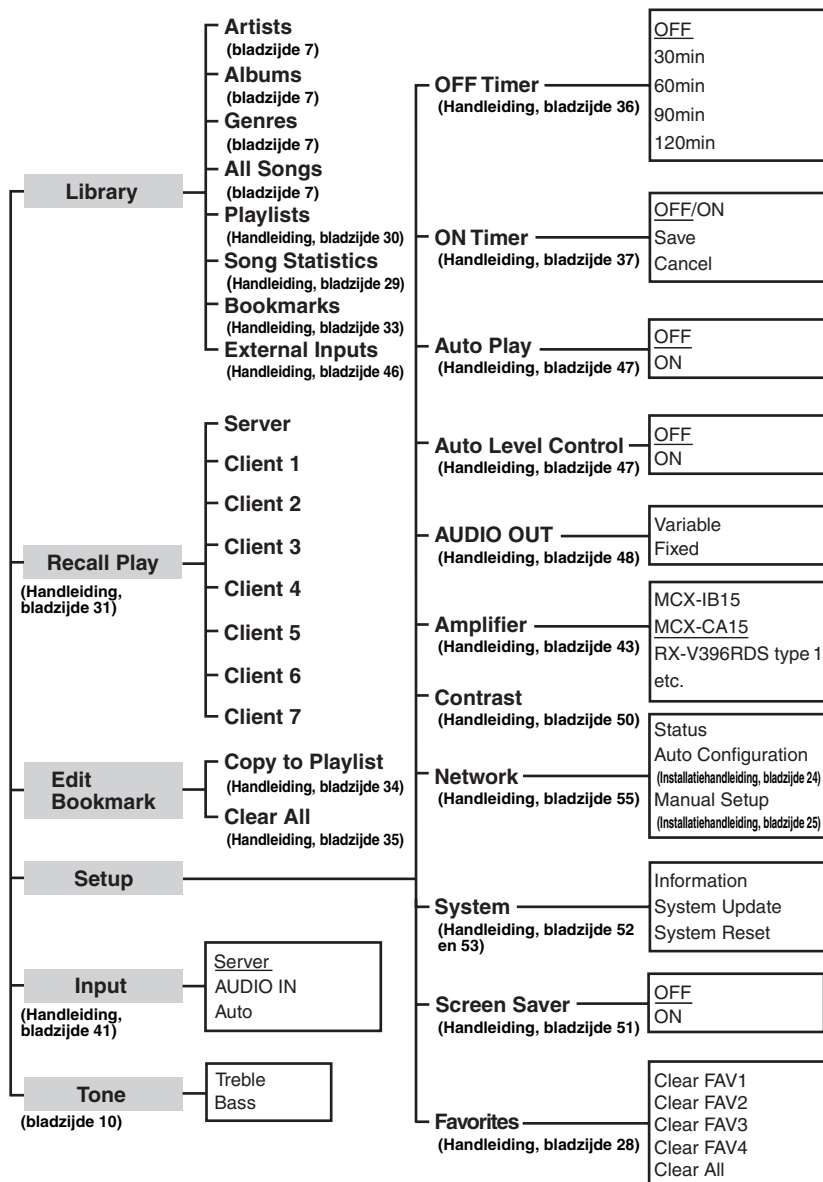 Library
Artists
(bladzijde 7)
Albums
(bladzijde 7)
Genres
(bladzijde 7)
All Songs
(bladzijde 7)
Playlists
(Handleiding, bladzijde 30)
Song Statistics
(Handleiding, bladzijde 29)
Bookmarks
(Handleiding, bladzijde 33)
External Inputs
(Handleiding, bladzijde 46)
Recall Play
(Handleiding,
bladzijde 31)
Server
Client 1
Client 2
Client 3
Client 4
Client 5
Client 6
Client 7
Edit
Bookmark
Copy to Playlist
(Handleiding, bladzijde 34)
Clear All
(Handleiding, bladzijde 35)
Setup
OFF Timer
(Handleiding, bladzijde 36)
OFF
30min
60min
90min
120min
ON Timer
(Handleiding, bladzijde 37)
OFF/ON
Save
Cancel
Auto Play
(Handleiding, bladzijde 47)
OFF
ON
Auto Level Control
(Handleiding, bladzijde 47)
OFF
ON
AUDIO OUT
(Handleiding, bladzijde 48)
Variable
Fixed
Amplifier
(Handleiding, bladzijde 43)
MCX-IB15
MCX-CA15
RX-V396RDS type 1
etc.
Contrast
(Handleiding, bladzijde 50)
Network
(Handleiding, bladzijde 55)
Status
Auto Configuration
(Installatiehandleiding, bladzijde 24)
Manual Setup
(Installatiehandleiding, bladzijde 25)
System
(Handleiding, bladzijde 52
en 53)
Information
System Update
System Reset
Screen Saver
(Handleiding, bladzijde 51)
OFF
ON
Favorites
(Handleiding, bladzijde 28)
Clear FAV1
Clear FAV2
Clear FAV3
Clear FAV4
Clear All
Input
(Handleiding,
bladzijde 41)
Server
AUDIO IN
Auto
Tone
(bladzijde 10)
Treble
Bass